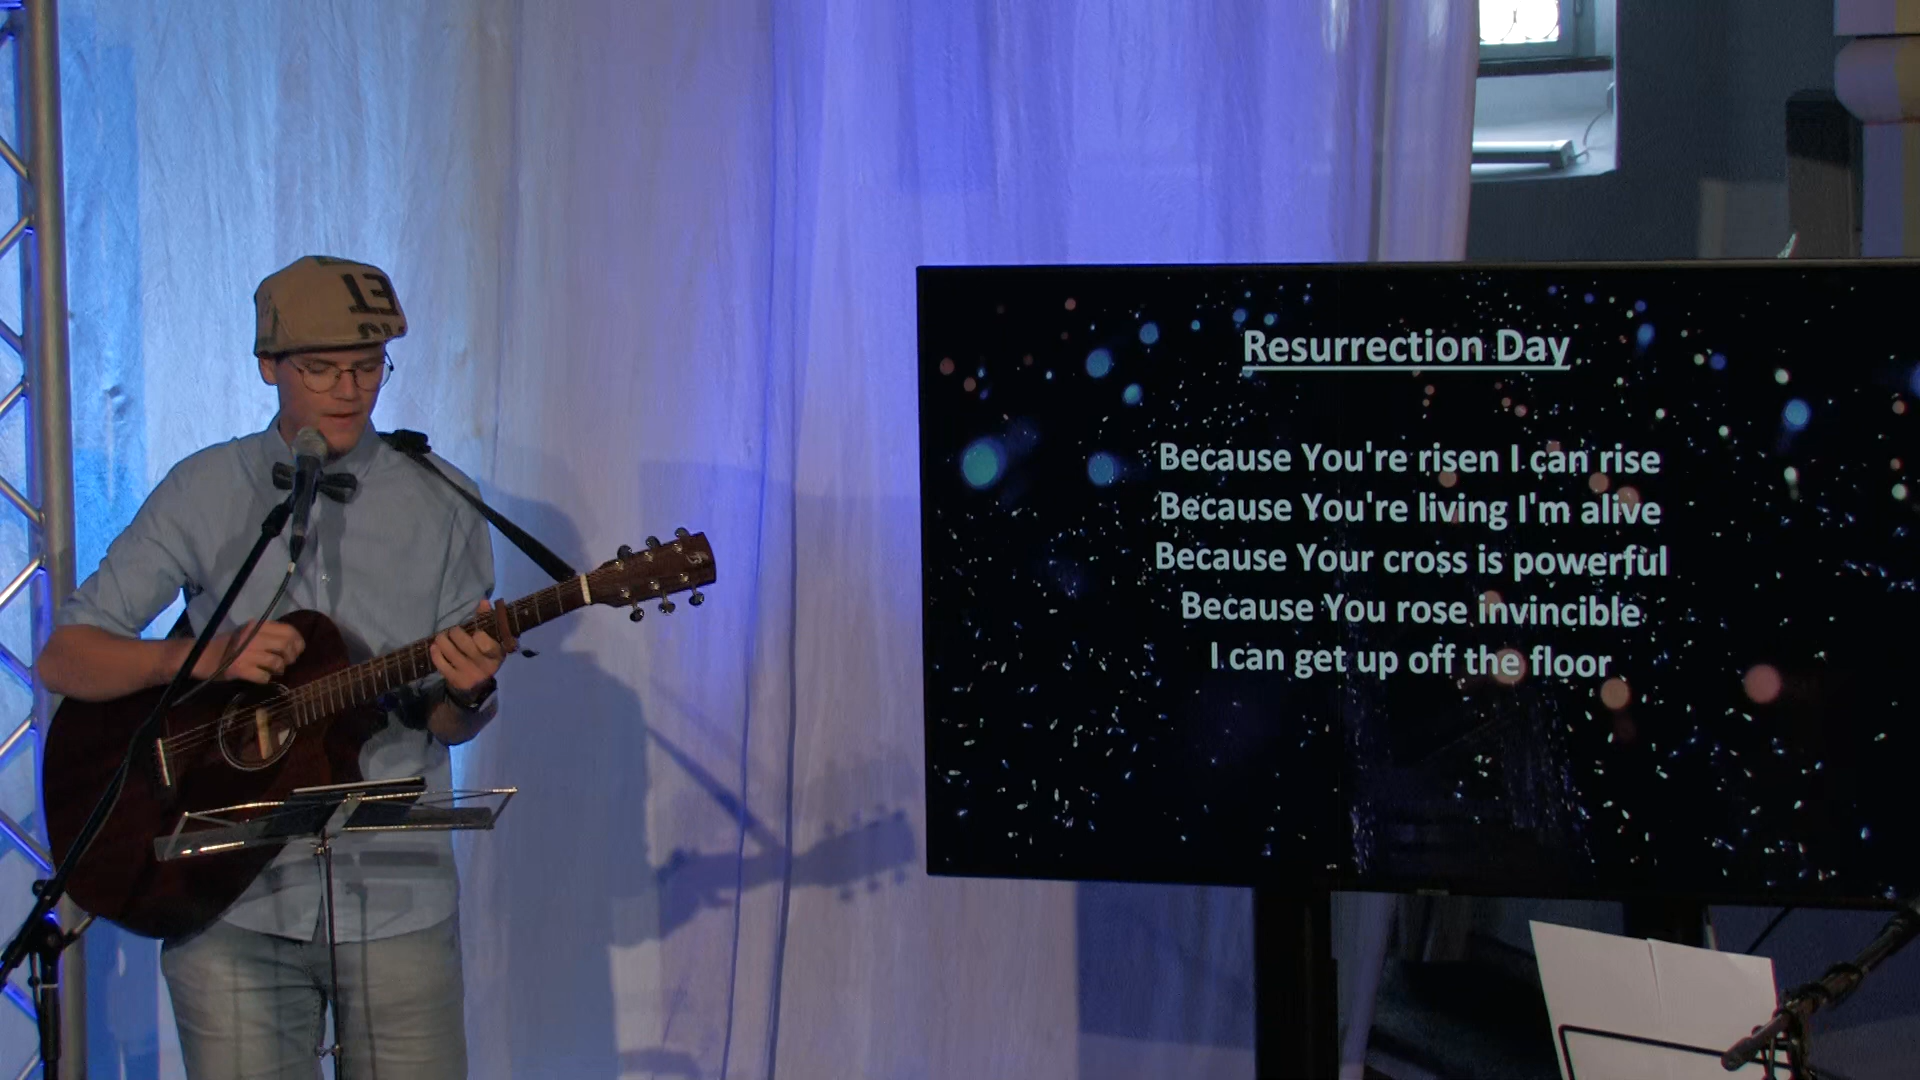 Resurrection Day
Because You're risen I can rise
Because You're living I'm alive
Because Your cross is powerful
Because You rose invincible
I can get up off the floor